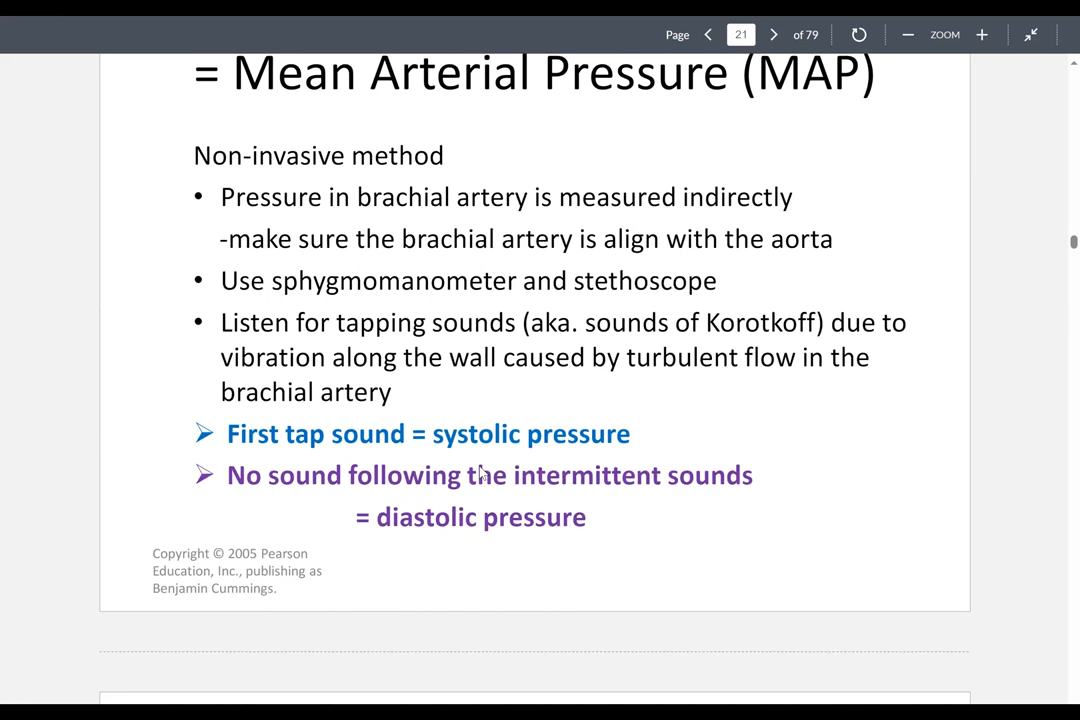 Page 21 of 79 ZOOM
= Mean Arterial Pressure (MAP)
Non-invasive method
• Pressure in brachial artery is measured indirectly
-make sure the brachial artery is align with the aorta
• Use sphygmomanometer and stethoscope
• Listen for tapping sounds (aka. sounds of Korotkoff) due to
vibration along the wall caused by turbulent flow in the
brachial artery
➢ First tap sound = systolic pressure
➢ No sound following the intermittent sounds
= diastolic pressure
Copyright © 2005 Pearson
Education, Inc., publishing as
Benjamin Cummings.